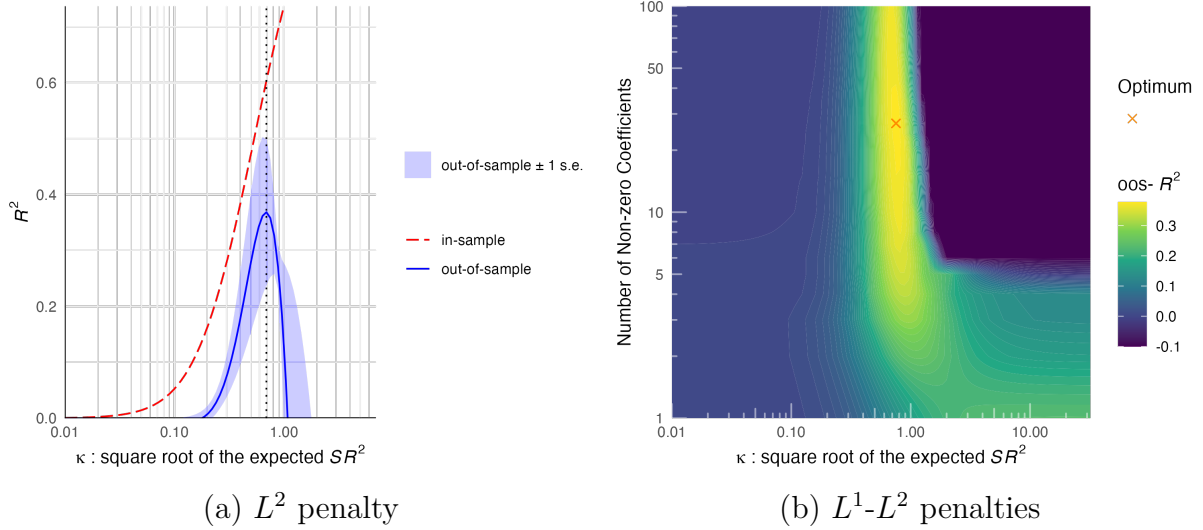 R²
0.6
0.4
0.2
0.0
0.01
0.10
1.00
κ : square root of the expected SR²
out-of-sample ± 1 s.e.
in-sample
out-of-sample
(a) L² penalty
Number of Non-zero Coefficients
100
50
10
5
1
0.01
0.10
1.00
10.00
κ : square root of the expected SR²
Optimum
oos- R²
0.3
0.2
0.1
0.0
-0.1
(b) L¹-L² penalties